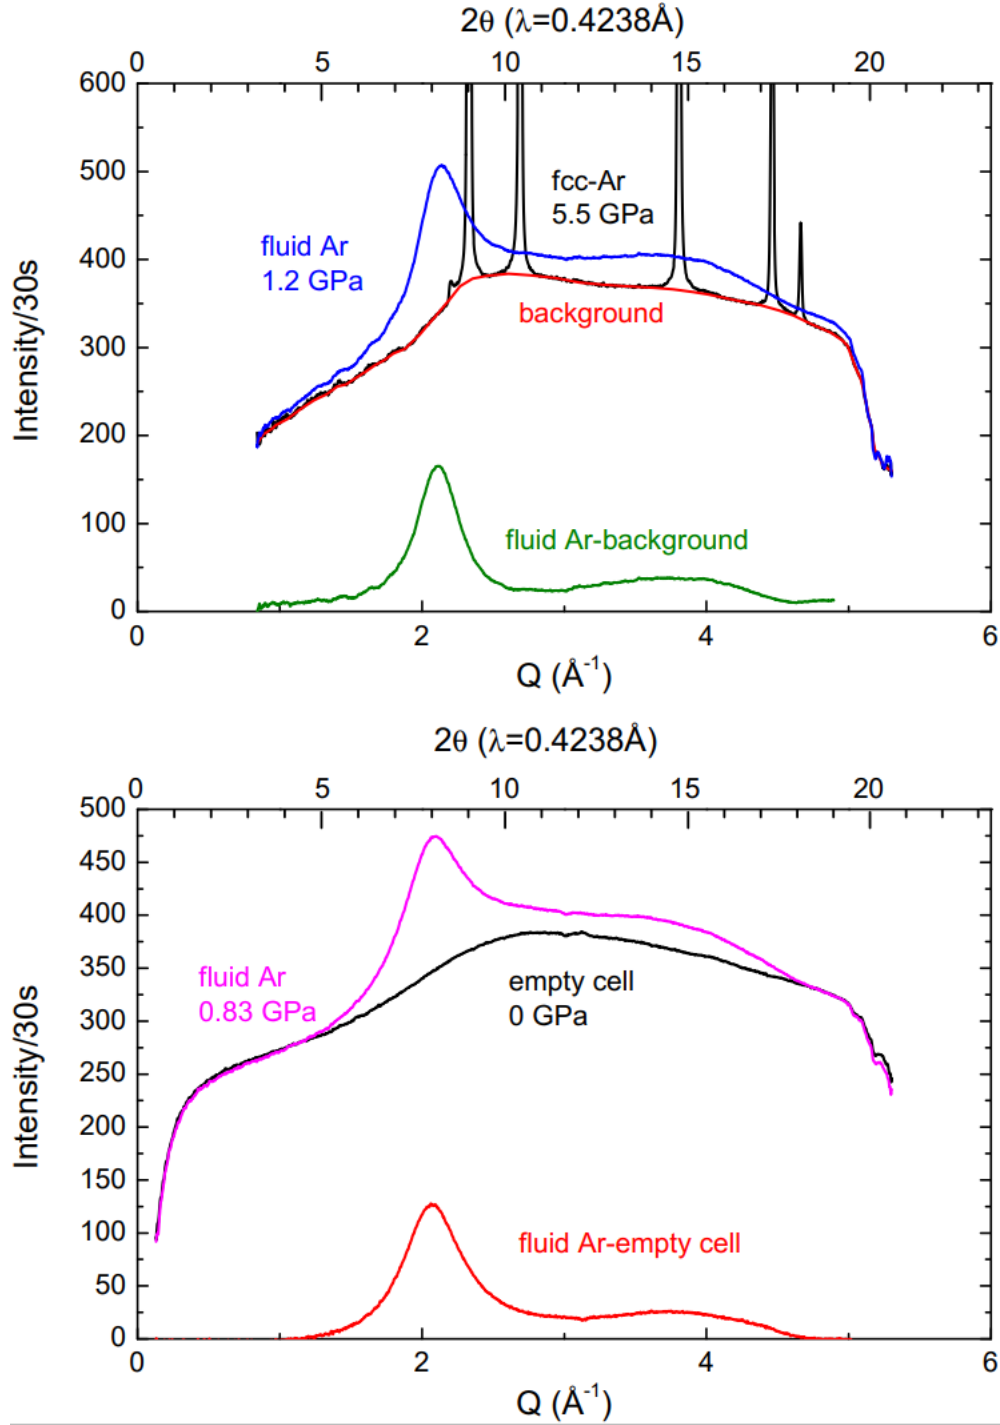 2θ (λ=0.4238Å)
0 5 10 15 20
600
500
400
300
200
100
0
Intensity/30s
fcc-Ar
5.5 GPa
fluid Ar
1.2 GPa
background
fluid Ar-background
0 2 4 6
Q (Å⁻¹)
2θ (λ=0.4238Å)
0 5 10 15 20
500
450
400
350
300
250
200
150
100
50
0
Intensity/30s
fluid Ar
0.83 GPa
empty cell
0 GPa
fluid Ar-empty cell
0 2 4 6
Q (Å⁻¹)